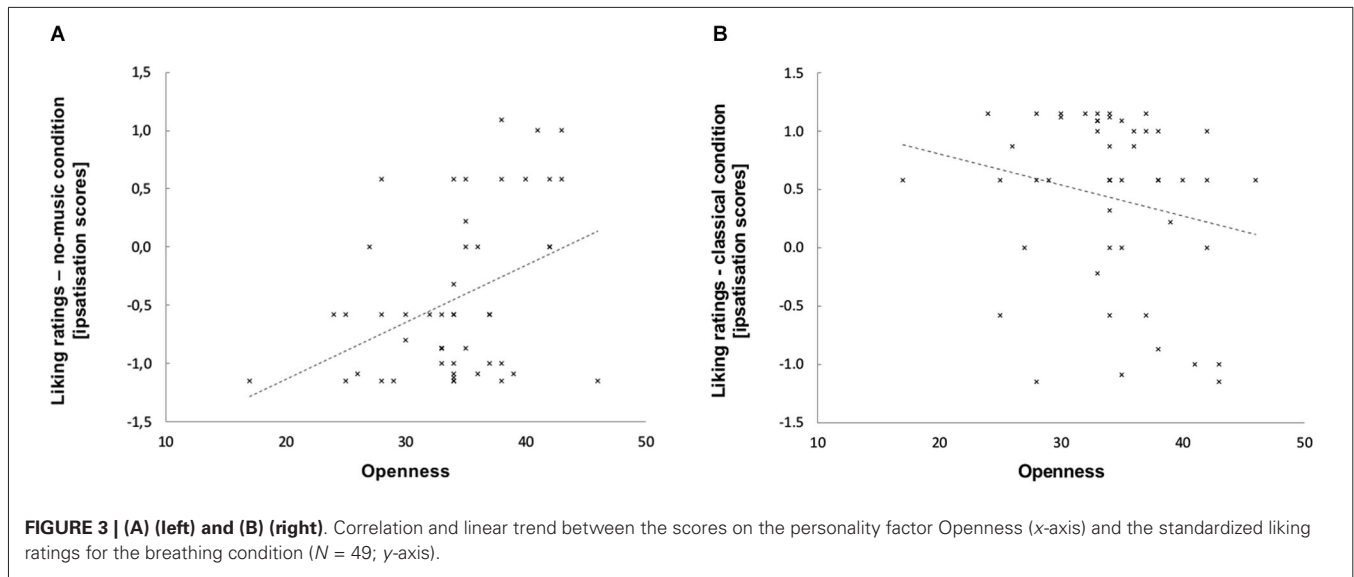 A
Liking ratings – no-music condition
[ipsatisation scores]
1,5
1,0
0,5
0,0
-0,5
-1,0
-1,5
10
20
30
40
50
Openness
B
Liking ratings - classical condition
[ipsatisation scores]
1.5
1.0
0.5
0.0
-0.5
-1.0
-1.5
10
20
30
40
50
Openness
FIGURE 3 | (A) (left) and (B) (right). Correlation and linear trend between the scores on the personality factor Openness (x-axis) and the standardized liking
ratings for the breathing condition (N = 49; y-axis).